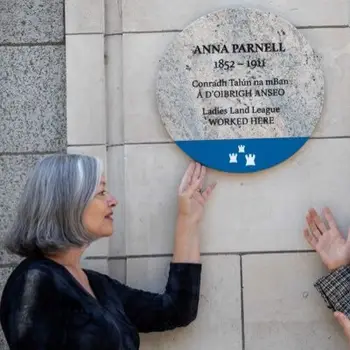 ANNA PARNELL
1852 – 1911
Conradh Talún na mBan
Á D'OIBRIGH ANSEO
Ladies Land League
WORKED HERE